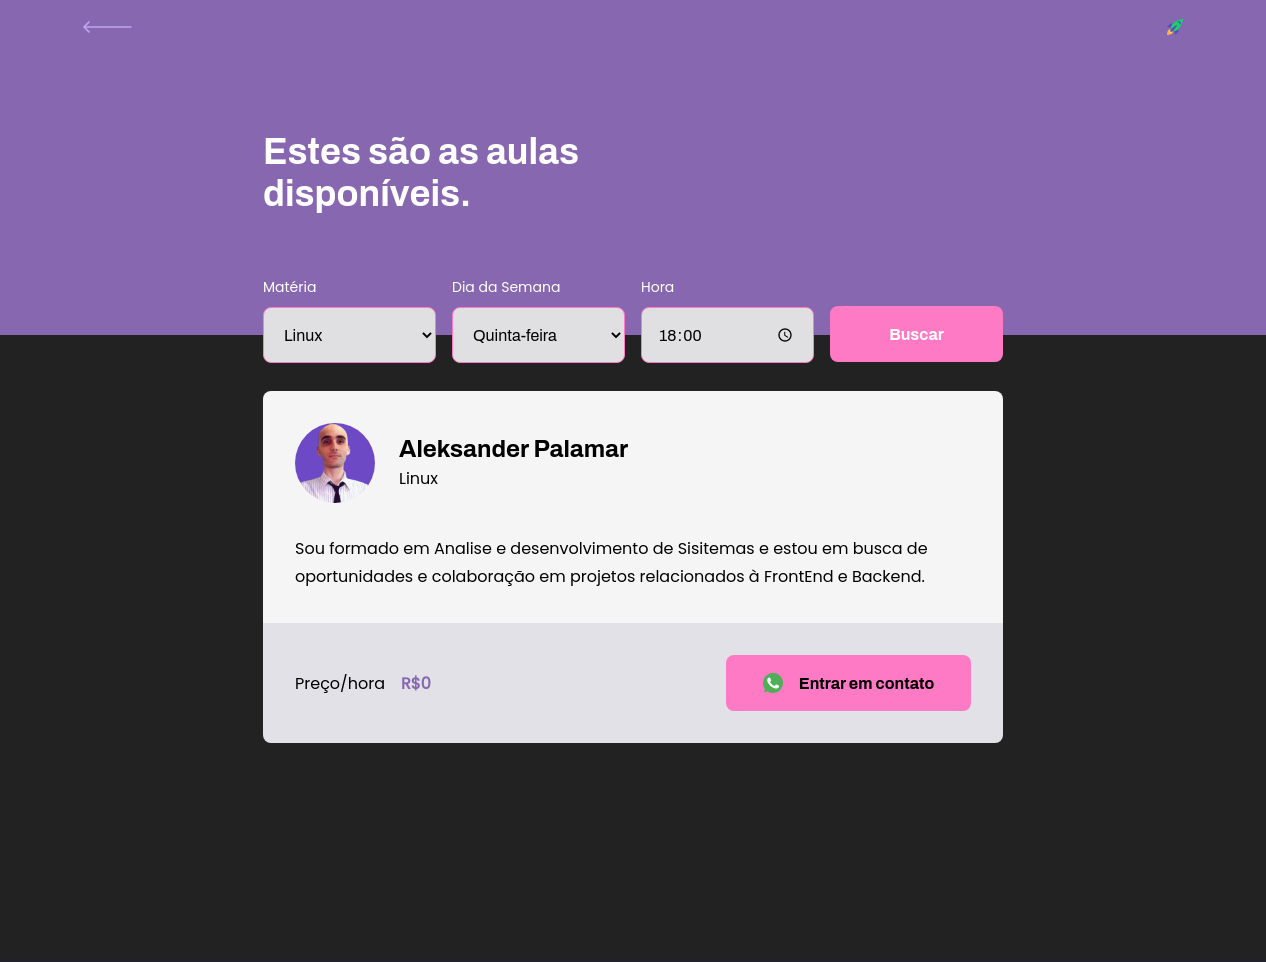 Estes são as aulas
disponíveis.
Matéria
Dia da Semana
Hora
Linux
Quinta-feira
18:00
Buscar
Aleksander Palamar
Linux
Sou formado em Analise e desenvolvimento de Sisitemas e estou em busca de
oportunidades e colaboração em projetos relacionados à FrontEnd e Backend.
Preço/hora R$0
Entrar em contato